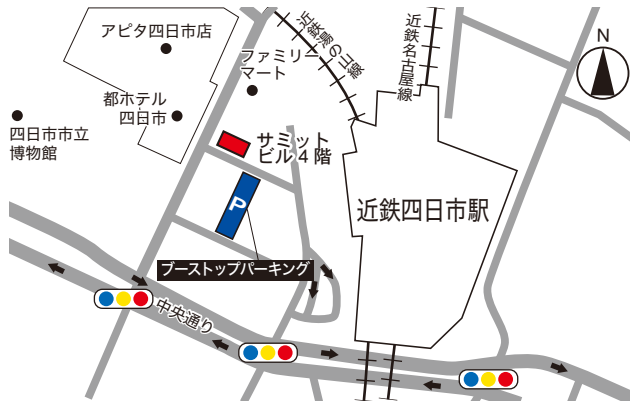 アピタ四日市店
近鉄湯の山線
近鉄名古屋線
N
ファミリー
マート
都ホテル
四日市
四日市市立
博物館
サミット
ビル4階
P
近鉄四日市駅
ブーストップパーキング
中央通り